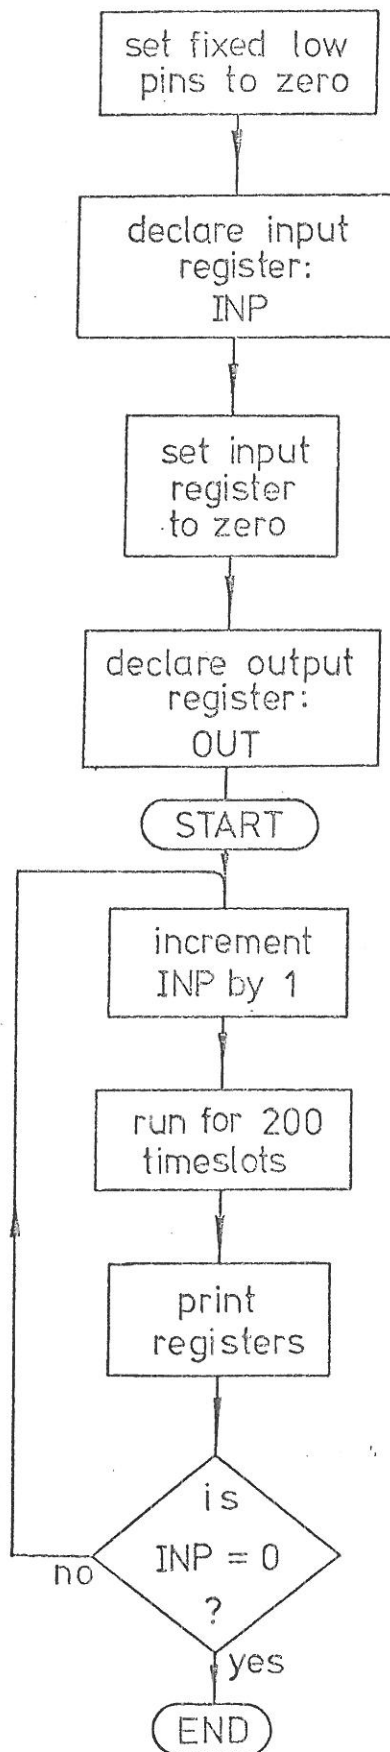 set fixed low
pins to zero
declare input
register:
INP
set input
register
to zero
declare output
register:
OUT
START
increment
INP by 1
run for 200
timeslots
print
registers
is
INP = 0
?
no
yes
END